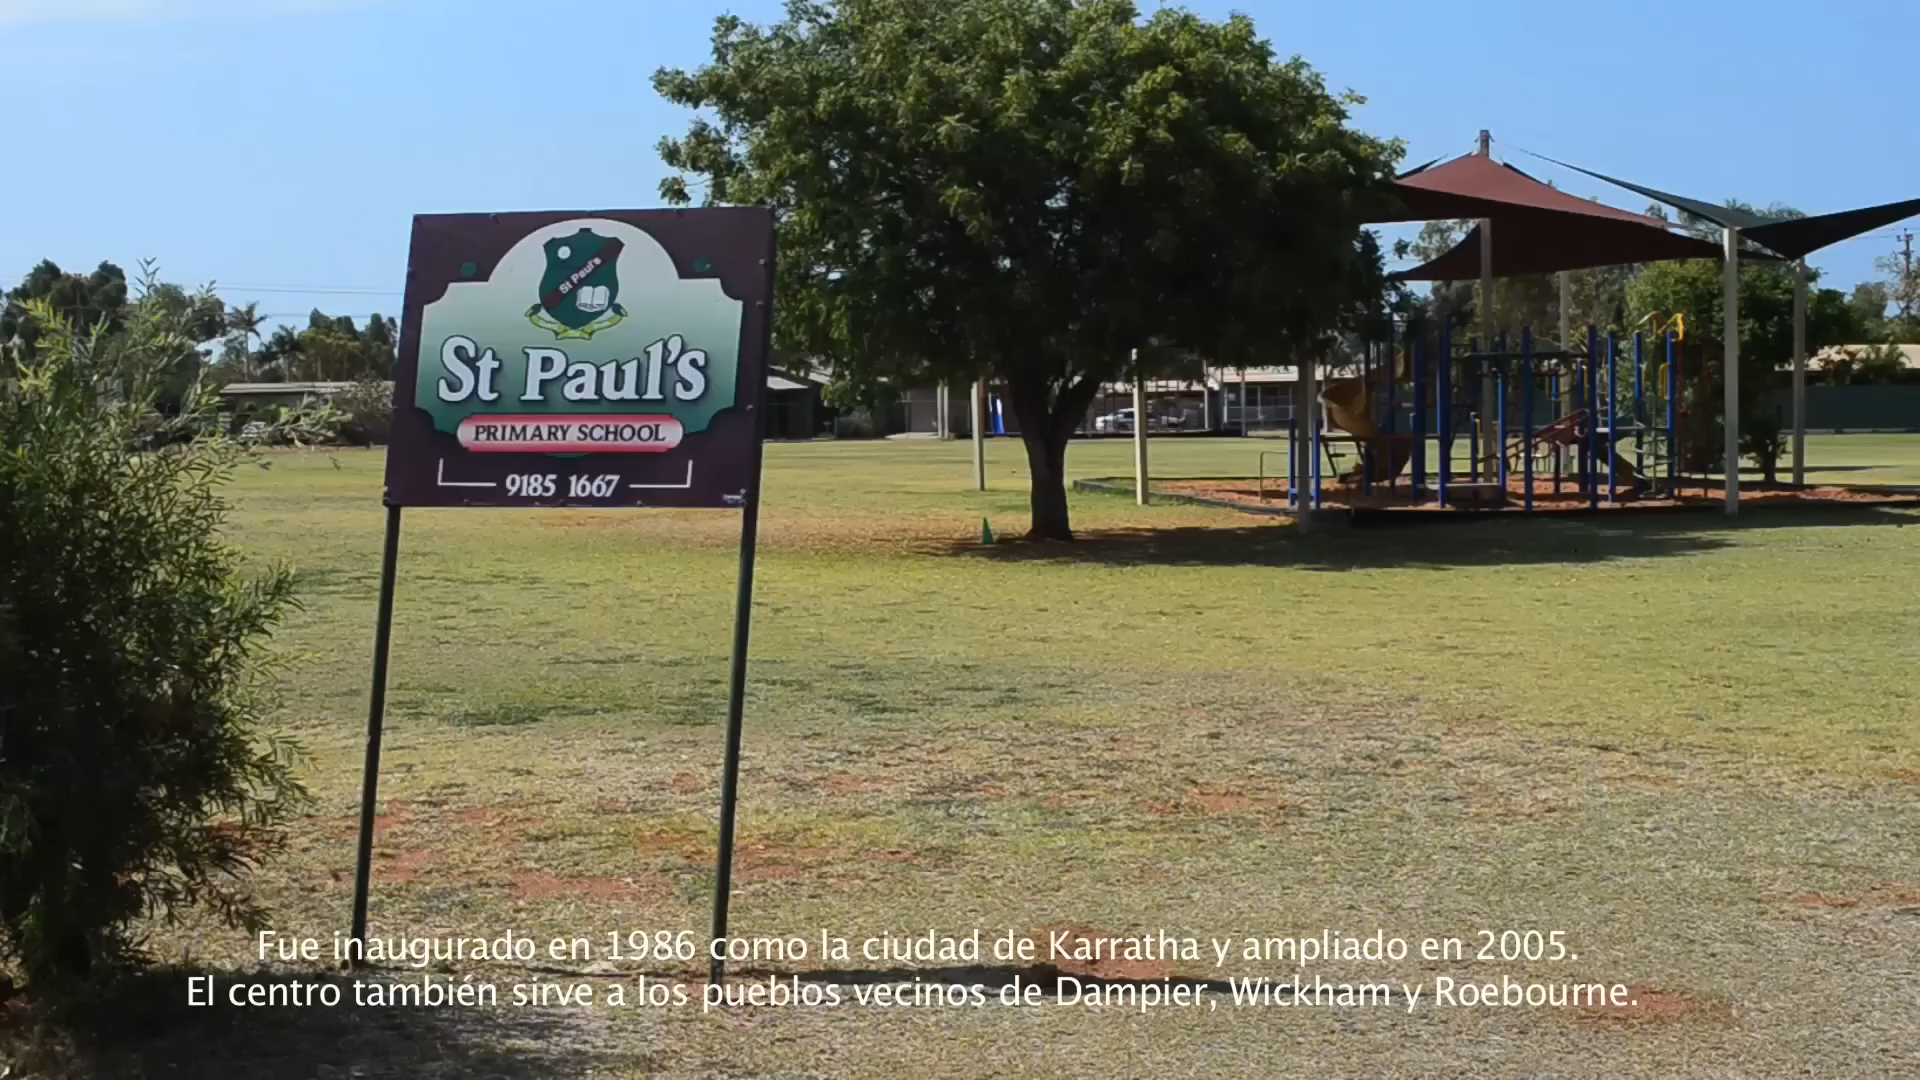 St Paul's
St Paul's
PRIMARY SCHOOL
9185 1667
Fue inaugurado en 1986 como la ciudad de Karratha y ampliado en 2005.
El centro también sirve a los pueblos vecinos de Dampier, Wickham y Roebourne.